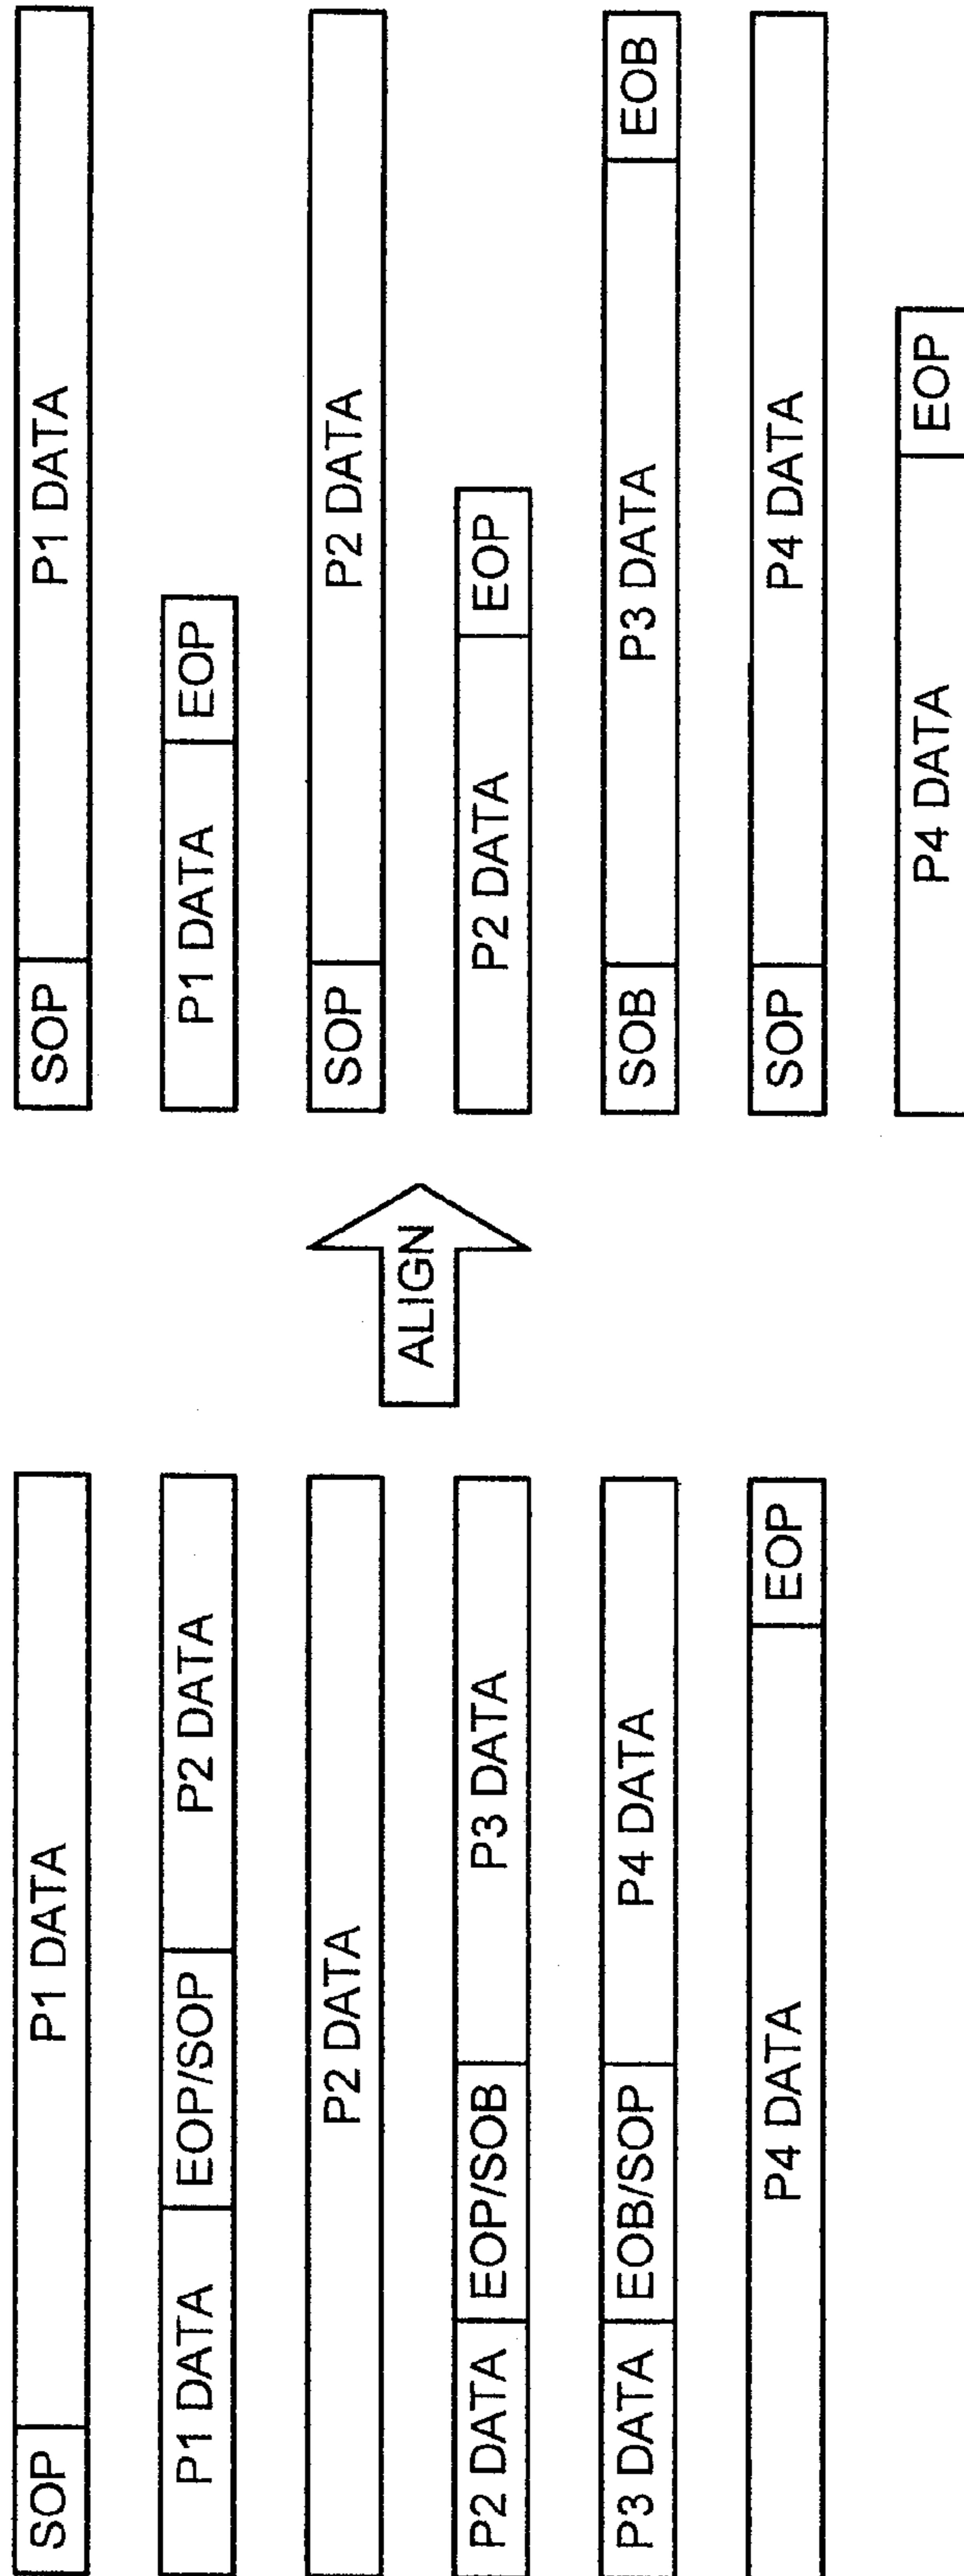 SOP P1 DATA
P1 DATA EOP/SOP P2 DATA
P2 DATA
P2 DATA EOP/SOB P3 DATA
P3 DATA EOB/SOP P4 DATA
P4 DATA EOP
ALIGN
SOP P1 DATA
P1 DATA EOP
SOP P2 DATA
P2 DATA EOP
SOB P3 DATA EOB
SOP P4 DATA
P4 DATA EOP